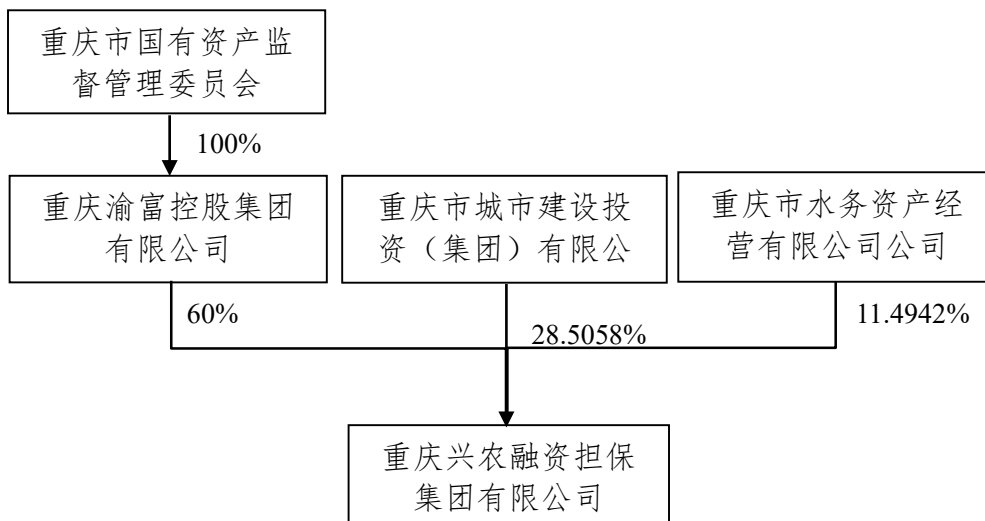 重庆市国有资产监
督管理委员会
100%
重庆渝富控股集团
有限公司
重庆市城市建设投
资（集团）有限公
重庆市水务资产经
营有限公司公司
60%
28.5058%
11.4942%
重庆兴农融资担保
集团有限公司